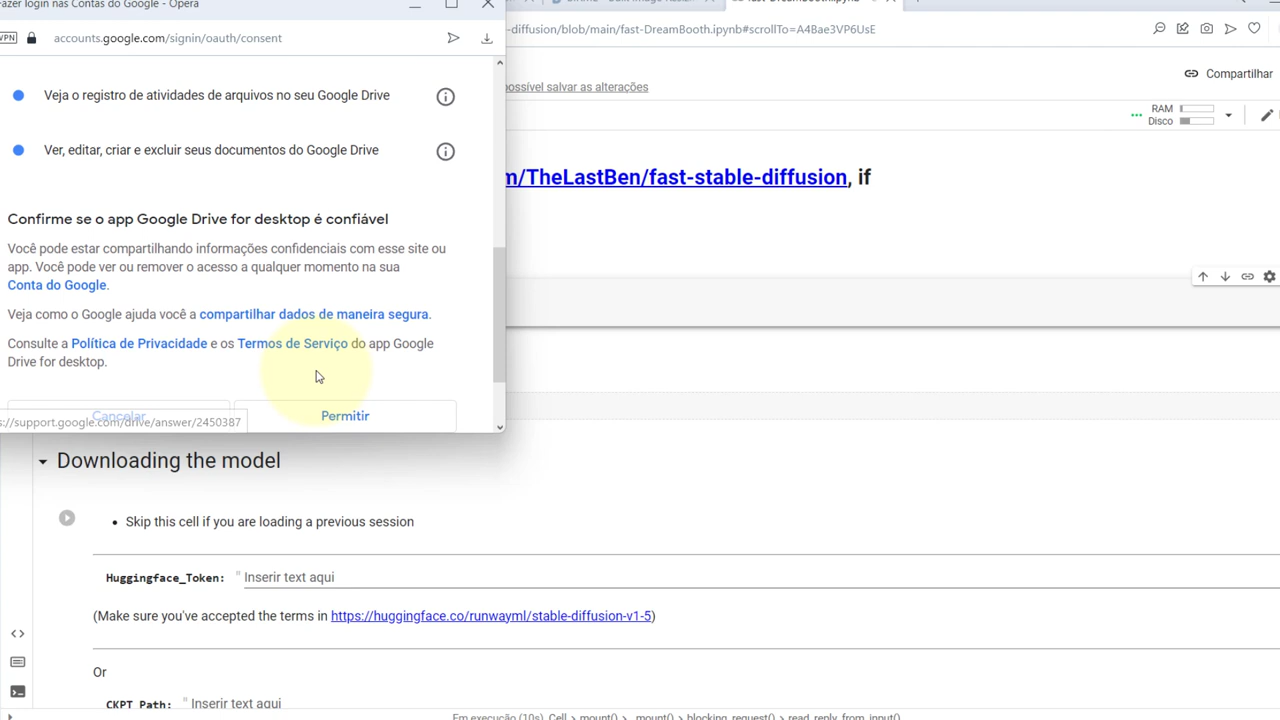 azer login nas Contas do Google - Opera
fast-DreamBooth.ipynb
VPN accounts.google.com/signin/oauth/consent
-diffusion/blob/main/fast-DreamBooth.ipynb#scrollTo=A4Bae3VP6UsE
Veja o registro de atividades de arquivos no seu Google Drive
ossível salvar as alterações
Compartilhar
RAM
Disco
Ver, editar, criar e excluir seus documentos do Google Drive
m/TheLastBen/fast-stable-diffusion, if
Confirme se o app Google Drive for desktop é confiável
Você pode estar compartilhando informações confidenciais com esse site ou
app. Você pode ver ou remover o acesso a qualquer momento na sua
Conta do Google.
Veja como o Google ajuda você a compartilhar dados de maneira segura.
Consulte a Política de Privacidade e os Termos de Serviço do app Google
Drive for desktop.
Cancelar
Permitir
s://support.google.com/drive/answer/2450387
Downloading the model
• Skip this cell if you are loading a previous session
Huggingface_Token: " Inserir text aqui
(Make sure you've accepted the terms in https://huggingface.co/runwayml/stable-diffusion-v1-5)
Or
CKPT_Path: " Inserir text aqui
Em execução (10s) Cell > mount() > _mount() > blocking_request() > read_reply_from_input()